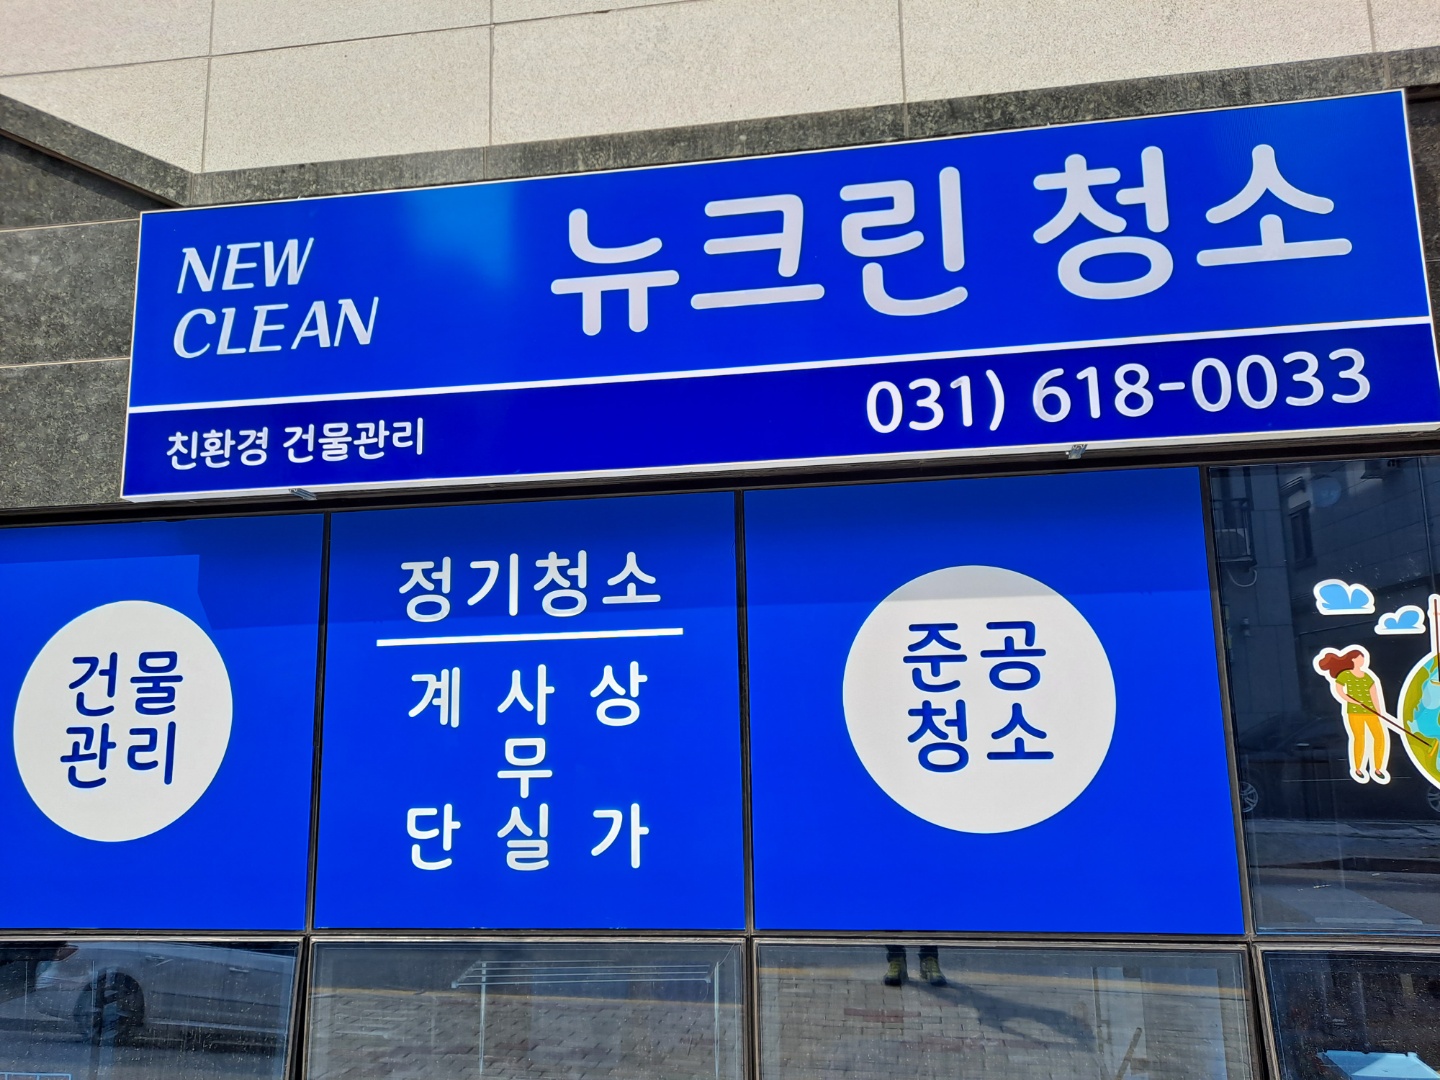 NEW
CLEAN
뉴크린 청소
친환경 건물관리
031) 618-0033
건물
관리
정기청소
계 사 상
무
단 실 가
준공
청소